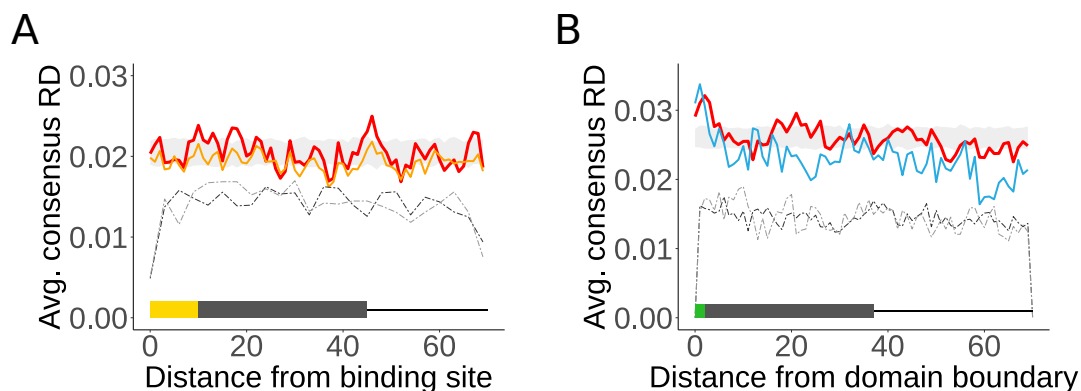 A
Avg. consensus RD
0.03
0.02
0.01
0.00
0
20
40
60
Distance from binding site
B
Avg. consensus RD
0.03
0.02
0.01
0.00
0
20
40
60
Distance from domain boundary